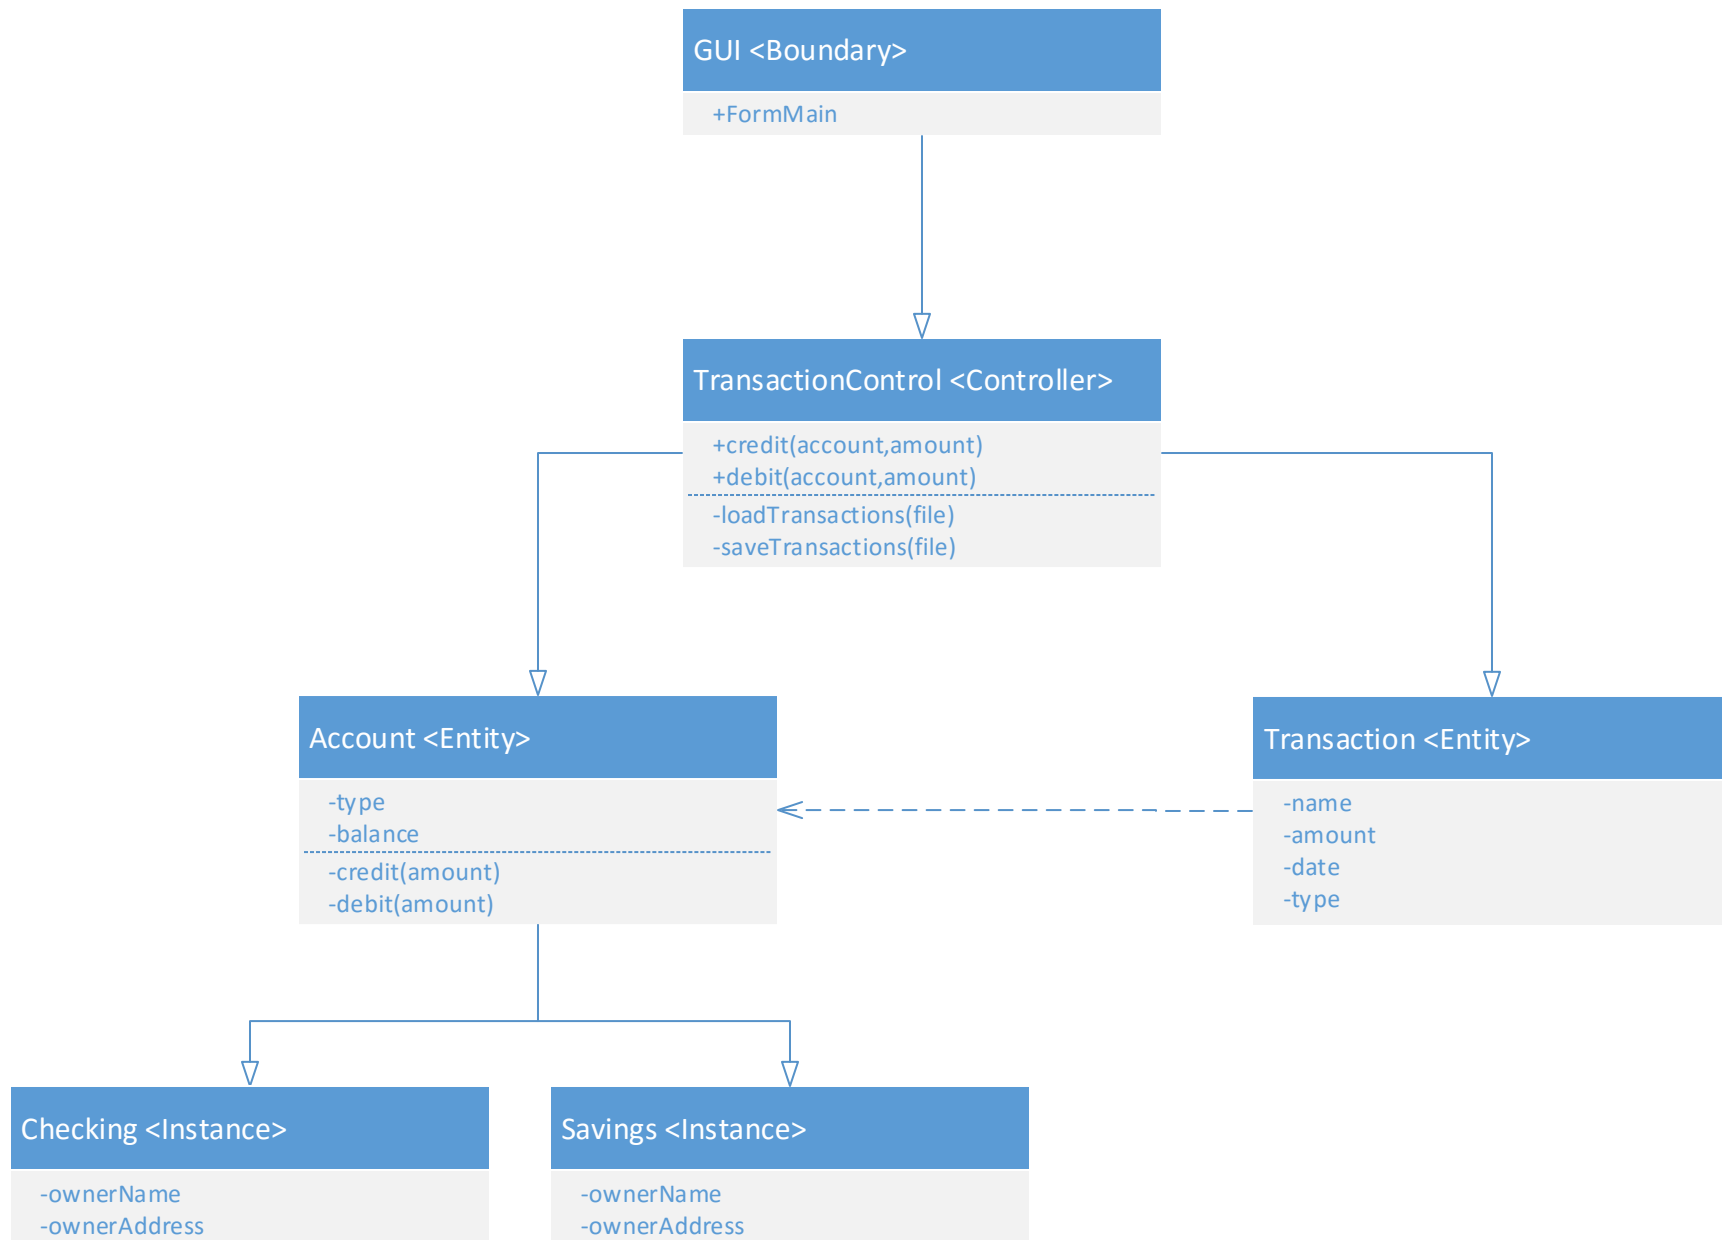 GUI <Boundary>
+FormMain
TransactionControl <Controller>
+credit(account,amount)
+debit(account,amount)
-loadTransactions(file)
-saveTransactions(file)
Account <Entity>
-type
-balance
-credit(amount)
-debit(amount)
Transaction <Entity>
-name
-amount
-date
-type
Checking <Instance>
-ownerName
-ownerAddress
Savings <Instance>
-ownerName
-ownerAddress